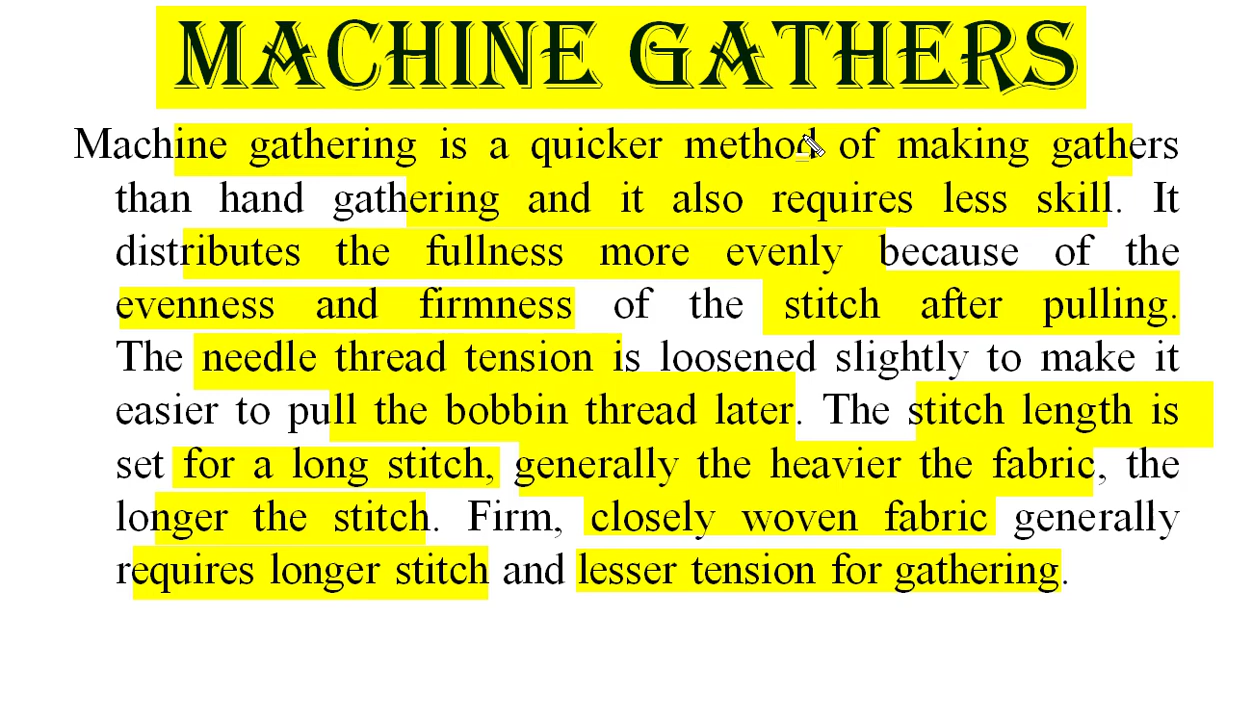 MACHINE GATHERS
Machine gathering is a quicker method of making gathers
than hand gathering and it also requires less skill. It
distributes the fullness more evenly because of the
evenness and firmness of the stitch after pulling.
The needle thread tension is loosened slightly to make it
easier to pull the bobbin thread later. The stitch length is
set for a long stitch, generally the heavier the fabric, the
longer the stitch. Firm, closely woven fabric generally
requires longer stitch and lesser tension for gathering.